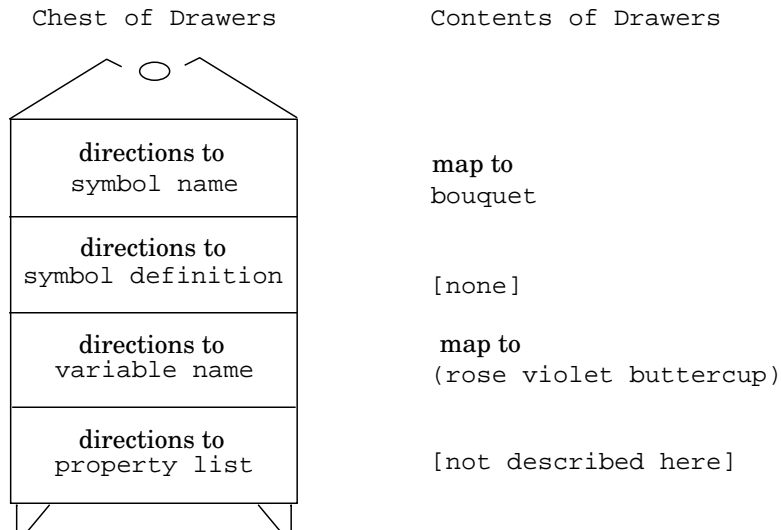 Chest of Drawers
Contents of Drawers
directions to
symbol name
map to
bouquet
directions to
symbol definition
[none]
directions to
variable name
map to
(rose violet buttercup)
directions to
property list
[not described here]